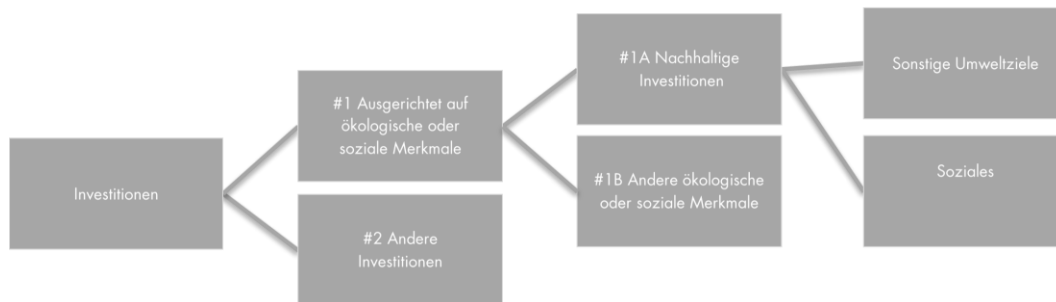 Investitionen
#1 Ausgerichtet auf
ökologische oder
soziale Merkmale
#2 Andere
Investitionen
#1A Nachhaltige
Investitionen
#1B Andere ökologische
oder soziale Merkmale
Sonstige Umweltziele
Soziales